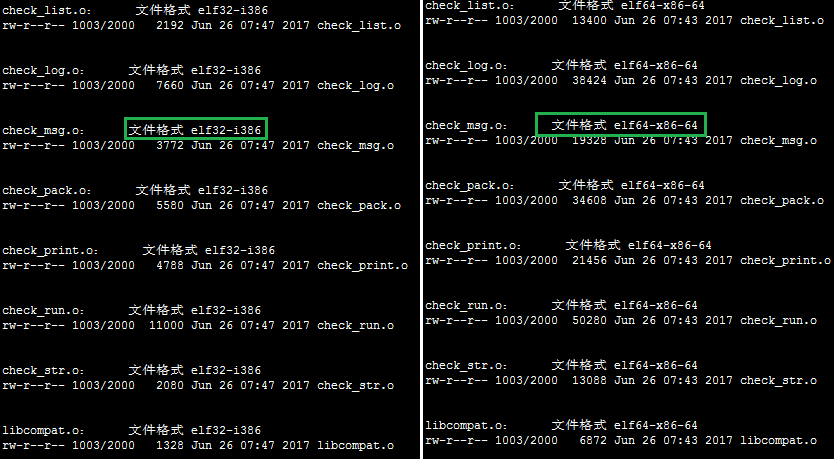 check_list.o:      文件格式 elf32-i386
rw-r--r-- 1003/2000   2192 Jun 26 07:47 2017 check_list.o
check_log.o:      文件格式 elf32-i386
rw-r--r-- 1003/2000   7660 Jun 26 07:47 2017 check_log.o
check_msg.o:      文件格式 elf32-i386
rw-r--r-- 1003/2000   3772 Jun 26 07:47 2017 check_msg.o
check_pack.o:      文件格式 elf32-i386
rw-r--r-- 1003/2000   5580 Jun 26 07:47 2017 check_pack.o
check_print.o:      文件格式 elf32-i386
rw-r--r-- 1003/2000   4788 Jun 26 07:47 2017 check_print.o
check_run.o:      文件格式 elf32-i386
rw-r--r-- 1003/2000  11000 Jun 26 07:47 2017 check_run.o
check_str.o:      文件格式 elf32-i386
rw-r--r-- 1003/2000   2080 Jun 26 07:47 2017 check_str.o
libcompat.o:      文件格式 elf32-i386
rw-r--r-- 1003/2000   1328 Jun 26 07:47 2017 libcompat.o
check_list.o:      文件格式 elf64-x86-64
rw-r--r-- 1003/2000  13400 Jun 26 07:43 2017 check_list.o
check_log.o:      文件格式 elf64-x86-64
rw-r--r-- 1003/2000  38424 Jun 26 07:43 2017 check_log.o
check_msg.o:      文件格式 elf64-x86-64
rw-r--r-- 1003/2000  19328 Jun 26 07:43 2017 check_msg.o
check_pack.o:      文件格式 elf64-x86-64
rw-r--r-- 1003/2000  34608 Jun 26 07:43 2017 check_pack.o
check_print.o:      文件格式 elf64-x86-64
rw-r--r-- 1003/2000  21456 Jun 26 07:43 2017 check_print.o
check_run.o:      文件格式 elf64-x86-64
rw-r--r-- 1003/2000  50280 Jun 26 07:43 2017 check_run.o
check_str.o:      文件格式 elf64-x86-64
rw-r--r-- 1003/2000  13088 Jun 26 07:43 2017 check_str.o
libcompat.o:      文件格式 elf64-x86-64
rw-r--r-- 1003/2000   6872 Jun 26 07:43 2017 libcompat.o